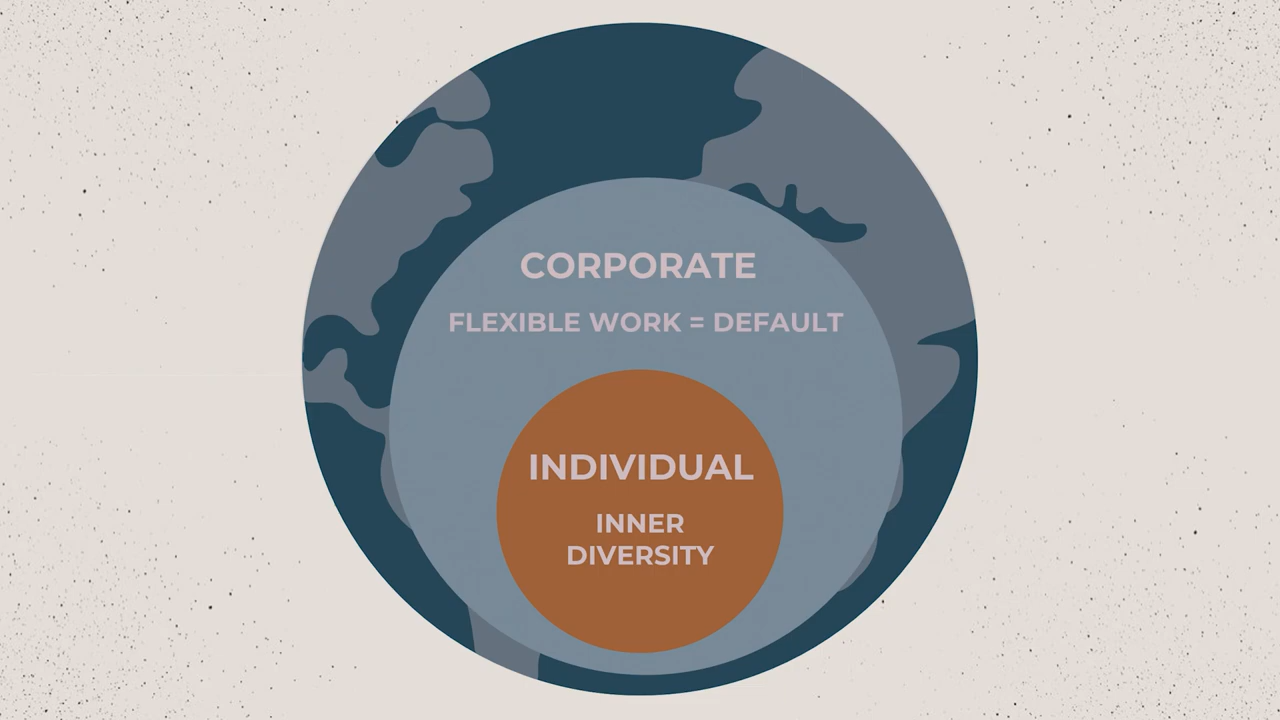 CORPORATE
FLEXIBLE WORK = DEFAULT
INDIVIDUAL
INNER
DIVERSITY